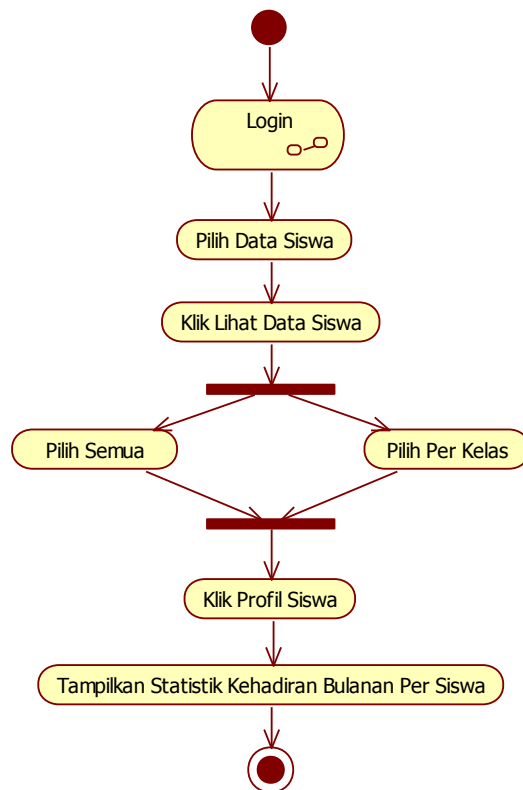 Login
Pilih Data Siswa
Klik Lihat Data Siswa
Pilih Semua
Pilih Per Kelas
Klik Profil Siswa
Tampilkan Statistik Kehadiran Bulanan Per Siswa